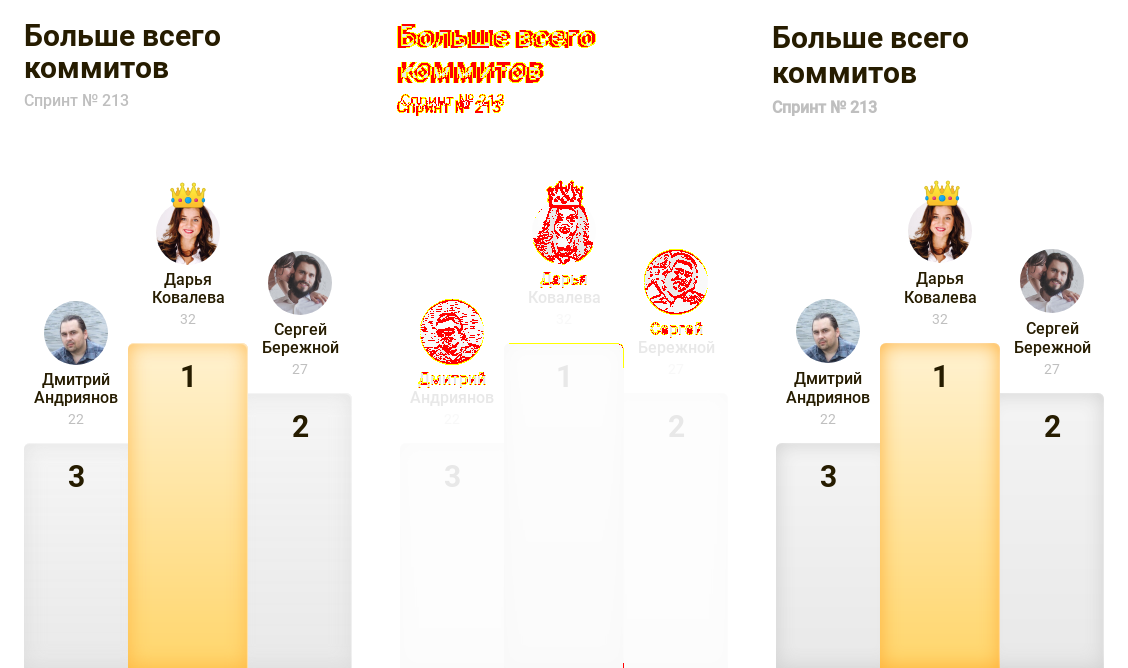 Больше всего
коммитов
Спринт № 213
Дарья
Ковалева
32
Сергей
Бережной
27
Дмитрий
Андриянов
22
1
2
3
Больше всего
коммитов
Спринт № 213
Дарья
Ковалева
32
Сергей
Бережной
27
Дмитрий
Андриянов
22
1
2
3
Больше всего
коммитов
Спринт № 213
Дарья
Ковалева
32
Сергей
Бережной
27
Дмитрий
Андриянов
22
1
2
3